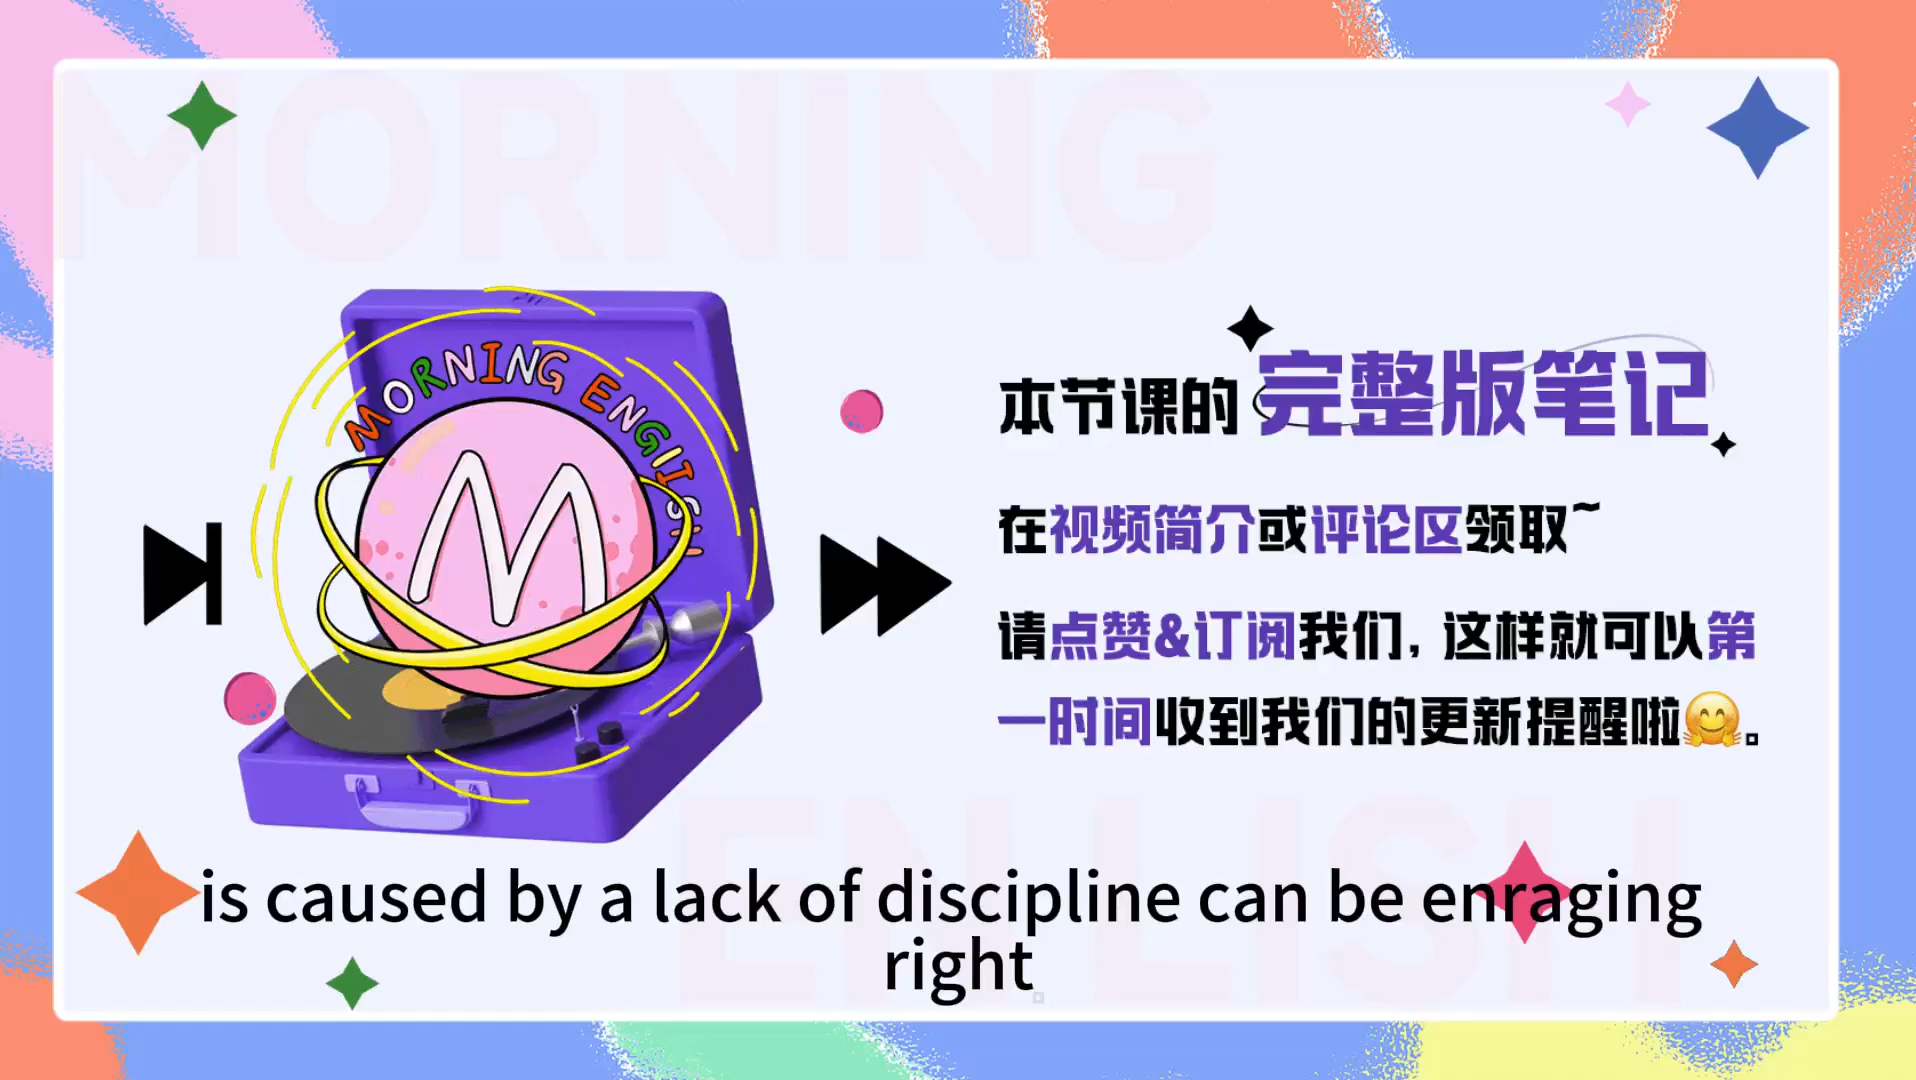 MORNING
MORNING ENGLISH
M
本节课的完整版笔记
在视频简介或评论区领取~
请点赞&订阅我们，这样就可以第
一时间收到我们的更新提醒啦🤗。
is caused by a lack of discipline can be enraging
right